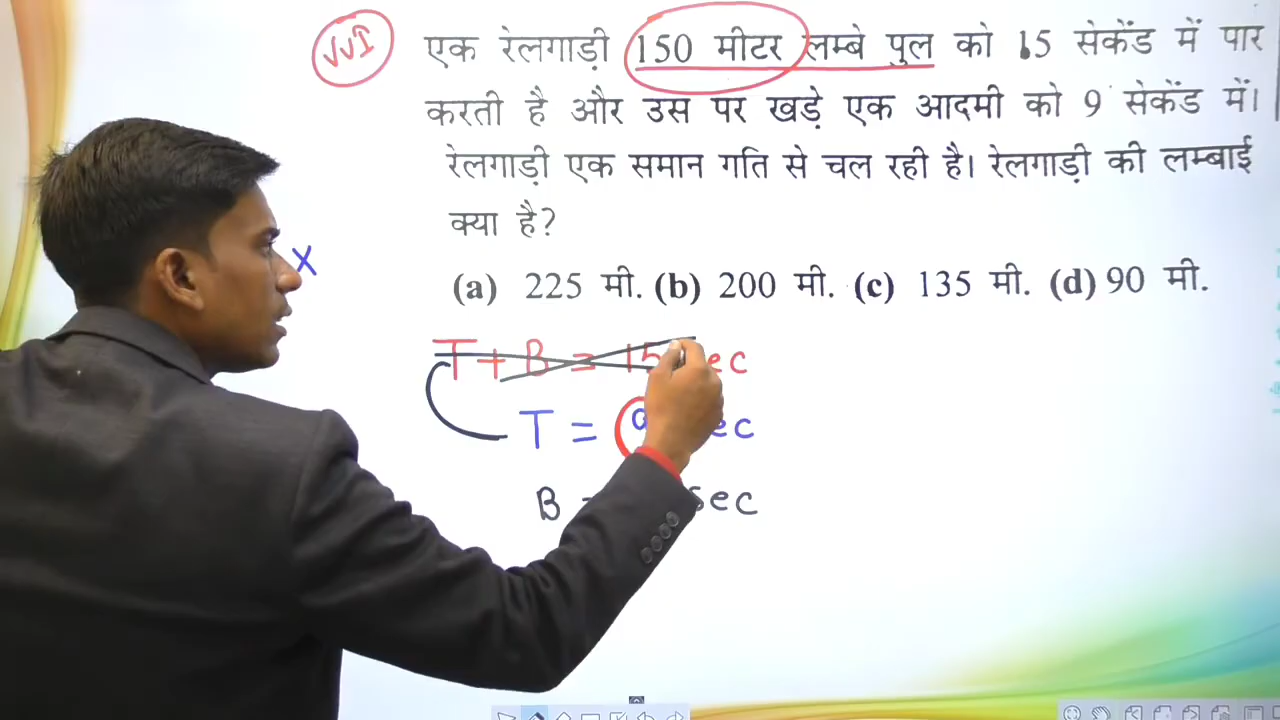 VVI
एक रेलगाड़ी 150 मीटर लम्बे पुल को 15 सेकेंड में पार
करती है और उस पर खड़े एक आदमी को 9 सेकेंड में।
रेलगाड़ी एक समान गति से चल रही है। रेलगाड़ी की लम्बाई
क्या है?
x
(a) 225 मी. (b) 200 मी. (c) 135 मी. (d) 90 मी.
T + B = 15 sec
T = 9
B = sec